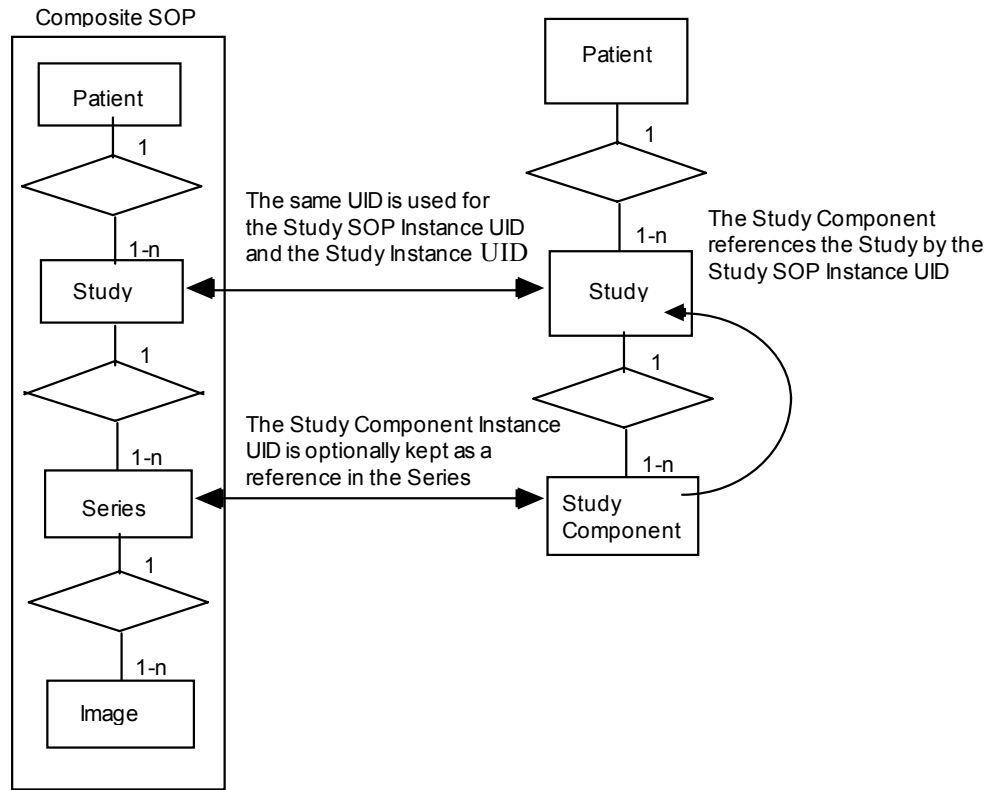 Composite SOP
Patient
1
1-n
Study
1
1-n
Series
1
1-n
Image
The same UID is used for
the Study SOP Instance UID
and the Study Instance UID
The Study Component Instance
UID is optionally kept as a
reference in the Series
Patient
1
1-n
Study
1
1-n
Study
Component
The Study Component
references the Study by the
Study SOP Instance UID